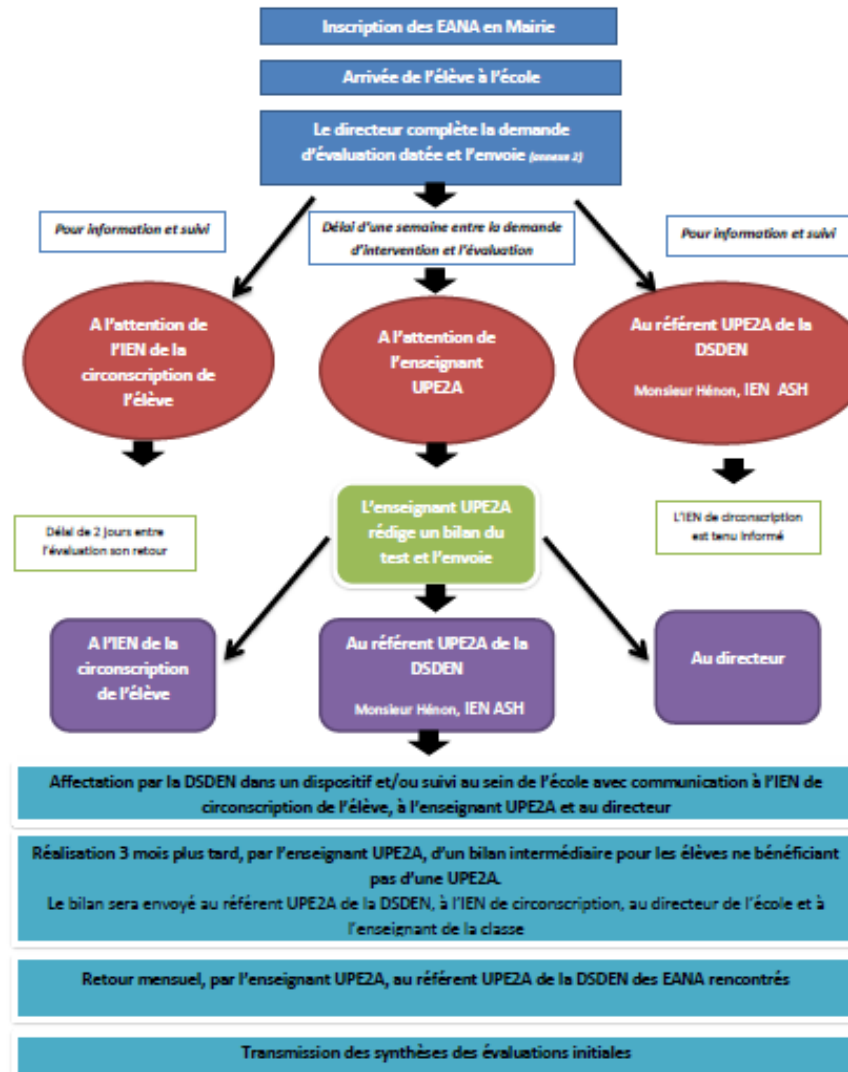 Inscription des EANA en Mairie
Arrivée de l'élève à l'école
Le directeur complète la demande
d'évaluation datée et l'envoie (annexe 2)
Pour information et suivi
Délai d'une semaine entre la demande
d'intervention et l'évaluation
Pour information et suivi
A l'attention de
l'IEN de la
circonscription de
l'élève
A l'attention de
l'enseignant
UPE2A
Au référent UPE2A de la
DSDEN
Monsieur Hénon, IEN ASH
Délai de 2 jours entre
l'évaluation son retour
L'enseignant UPE2A
rédige un bilan du
test et l'envoie
L'IEN de circonscription
est tenu informé
A l'IEN de la
circonscription
de l'élève
Au référent UPE2A de la
DSDEN
Monsieur Hénon, IEN ASH
Au directeur
Affectation par la DSDEN dans un dispositif et/ou suivi au sein de l'école avec communication à l'IEN de
circonscription de l'élève, à l'enseignant UPE2A et au directeur
Réalisation 3 mois plus tard, par l'enseignant UPE2A, d'un bilan intermédiaire pour les élèves ne bénéficiant
pas d'une UPE2A.
Le bilan sera envoyé au référent UPE2A de la DSDEN, à l'IEN de circonscription, au directeur de l'école et à
l'enseignant de la classe
Retour mensuel, par l'enseignant UPE2A, au référent UPE2A de la DSDEN des EANA rencontrés
Transmission des synthèses des évaluations initiales